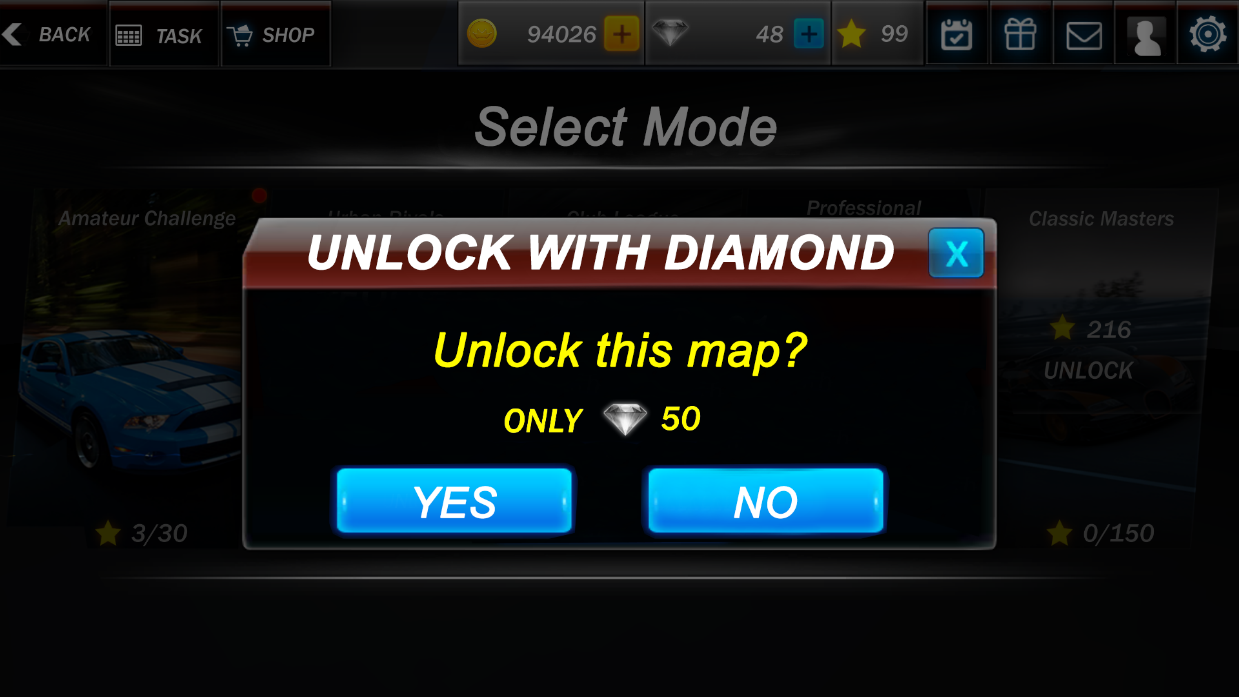 BACK TASK SHOP 94026 + 48 + 99
Select Mode
Amateur Challenge
Professional
Classic Masters
UNLOCK WITH DIAMOND X
Unlock this map?
ONLY 50
216
UNLOCK
YES NO
3/30
0/150